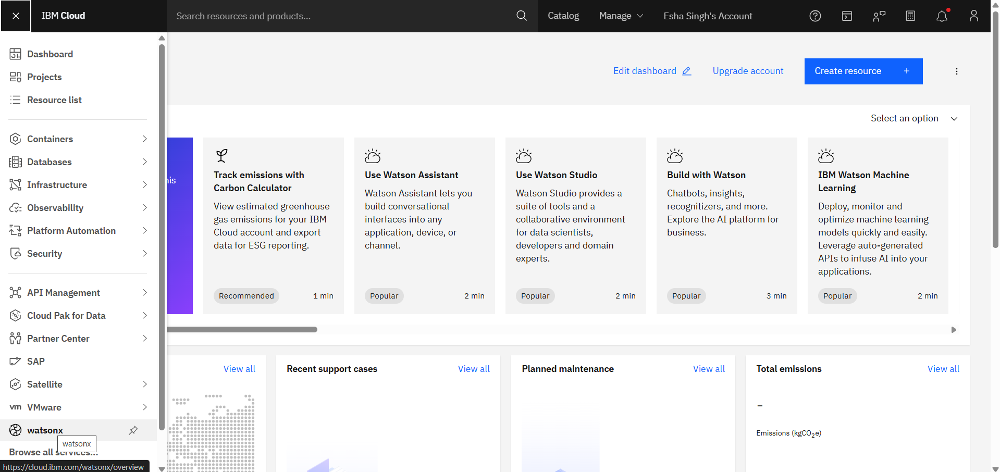 IBM Cloud
Search resources and products...
Catalog
Manage
Esha Singh's Account
Dashboard
Projects
Resource list
Containers
Databases
Infrastructure
Observability
Platform Automation
Security
API Management
Cloud Pak for Data
Partner Center
SAP
Satellite
vm VMware
watsonx
watsonx
Browse all services...
https://cloud.ibm.com/watsonx/overview
Edit dashboard
Upgrade account
Create resource +
Select an option
his
Track emissions with
Carbon Calculator
View estimated greenhouse
gas emissions for your IBM
Cloud account and export
data for ESG reporting.
Recommended 1 min
Use Watson Assistant
Watson Assistant lets you
build conversational
interfaces into any
application, device, or
channel.
Popular 2 min
Use Watson Studio
Watson Studio provides a
suite of tools and a
collaborative environment
for data scientists,
developers and domain
experts.
Popular 2 min
Build with Watson
Chatbots, insights,
recognitizers, and more.
Explore the AI platform for
business.
Popular 3 min
IBM Watson Machine
Learning
Deploy, monitor and
optimize machine learning
models quickly and easily.
Leverage auto-generated
APIs to infuse AI into your
applications.
Popular 2 min
View all
Recent support cases View all
Planned maintenance View all
Total emissions View all
-
Emissions (kgCO₂e)